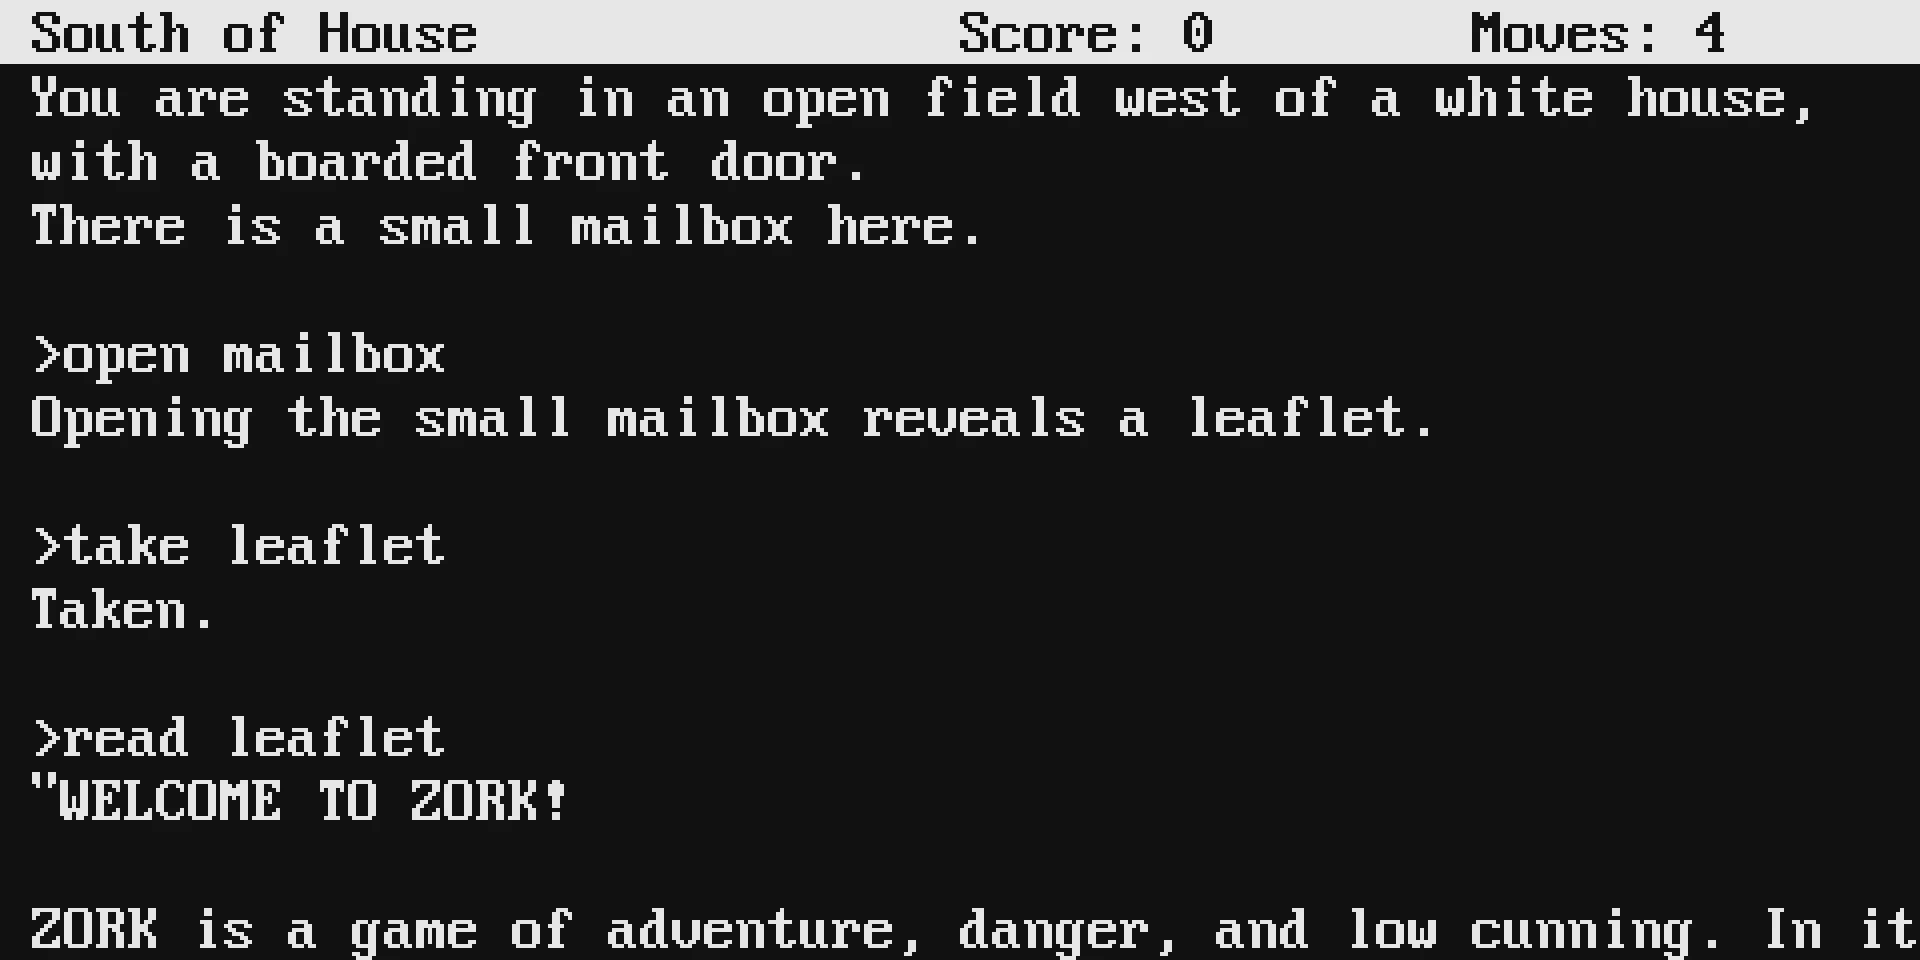 South of House Score: 0 Moves: 4
You are standing in an open field west of a white house,
with a boarded front door.
There is a small mailbox here.
>open mailbox
Opening the small mailbox reveals a leaflet.
>take leaflet
Taken.
>read leaflet
"WELCOME TO ZORK!
ZORK is a game of adventure, danger, and low cunning. In it